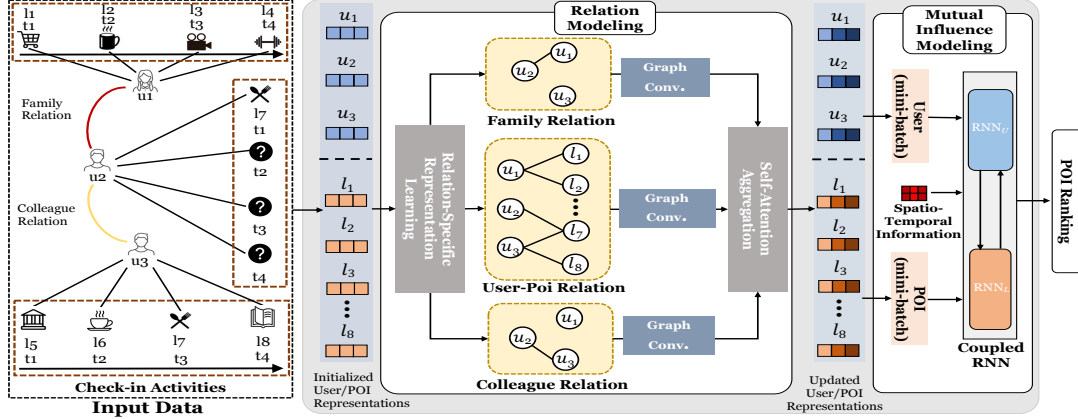 l1 l2 l3 l4
t1 t2 t3 t4
u1
Family
Relation
l7
t1
?
t2
u2
?
t3
Colleague
Relation
?
t4
u3
l5 l6 l7 l8
t1 t2 t3 t4
Check-in Activities
Input Data
u1
u2
u3
l1
l2
l3
l8
Initialized
User/POI
Representations
Relation-Specific
Representation
Learning
Relation
Modeling
u1
u2
u3
Family Relation
Graph
Conv.
u1
u2
u3
l1
l2
l7
l8
User-Poi Relation
Graph
Conv.
u1
u2
u3
Colleague Relation
Graph
Conv.
Self-Attention
Aggregation
u1
u2
u3
l1
l2
l3
l8
Updated
User/POI
Representations
Mutual
Influence
Modeling
User
(mini-batch)
Spatio-
Temporal
Information
POI
(mini-batch)
RNN_U
RNN_L
Coupled
RNN
POI Ranking